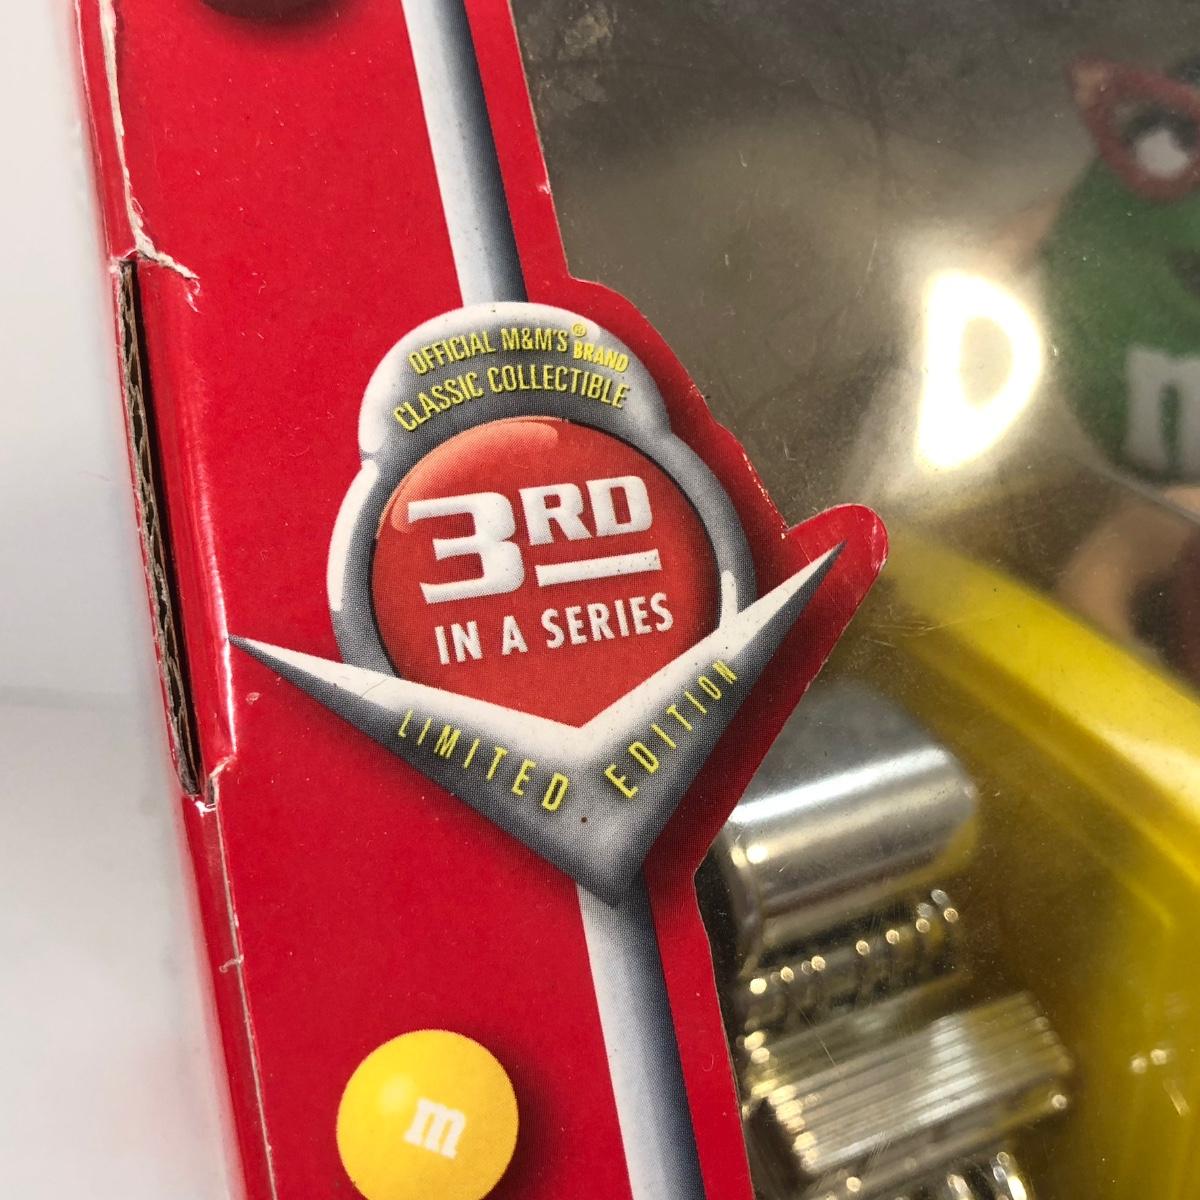 OFFICIAL M&M'S® BRAND
CLASSIC COLLECTIBLE
3RD
IN A SERIES
LIMITED EDITION
m
m